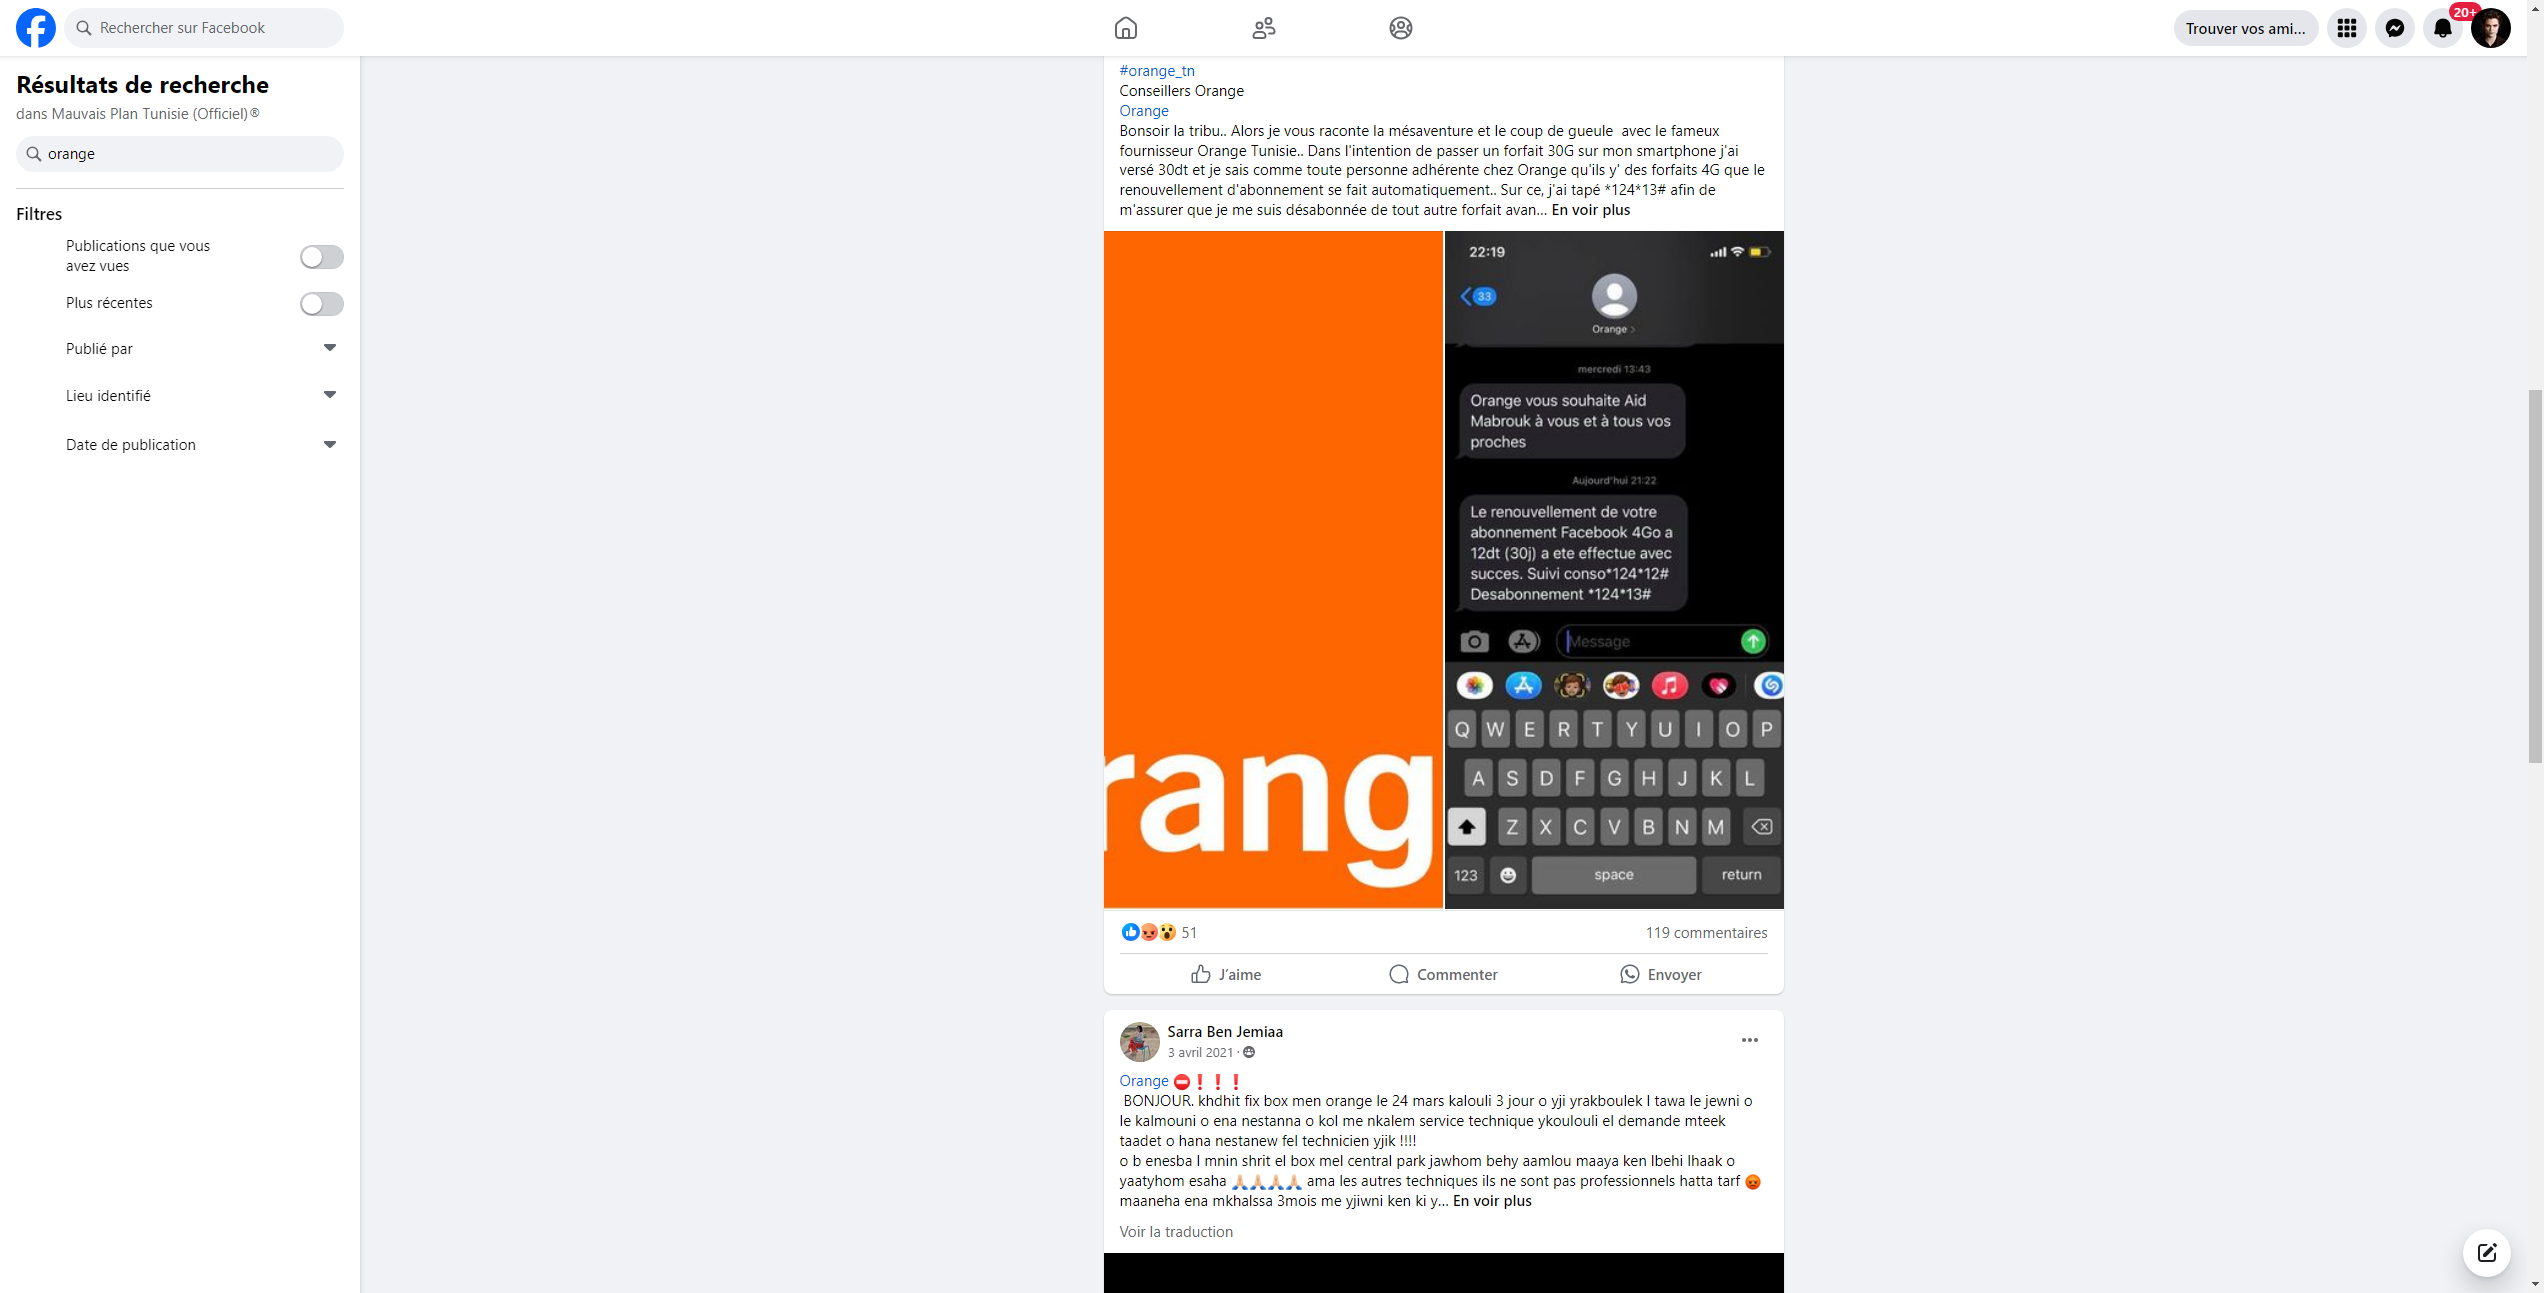 Rechercher sur Facebook
Trouver vos ami...
20+
Résultats de recherche
dans Mauvais Plan Tunisie (Officiel)®
orange
Filtres
Publications que vous
avez vues
Plus récentes
Publié par
Lieu identifié
Date de publication
#orange_tn
Conseillers Orange
Orange
Bonsoir la tribu.. Alors je vous raconte la mésaventure et le coup de gueule  avec le fameux
fournisseur Orange Tunisie.. Dans l'intention de passer un forfait 30G sur mon smartphone j'ai
versé 30dt et je sais comme toute personne adhérente chez Orange qu'ils y' des forfaits 4G que le
renouvellement d'abonnement se fait automatiquement.. Sur ce, j'ai tapé *124*13# afin de
m'assurer que je me suis désabonnée de tout autre forfait avan... En voir plus
rang
22:19
33
Orange
mercredi 13:43
Orange vous souhaite Aid
Mabrouk à vous et à tous vos
proches
Aujourd'hui 21:22
Le renouvellement de votre
abonnement Facebook 4Go a
12dt (30j) a ete effectue avec
succes. Suivi conso*124*12#
Desabonnement *124*13#
Message
Q W E R T Y U I O P
A S D F G H J K L
Z X C V B N M
123 space return
51
119 commentaires
J'aime Commenter Envoyer
Sarra Ben Jemiaa
3 avril 2021 ·
Orange ⛔❗❗❗
BONJOUR. khdhit fix box men orange le 24 mars kalouli 3 jour o yji yrakboulek l tawa le jewni o
le kalmouni o ena nestanna o kol me nkalem service technique ykoulouli el demande mteek
taadet o hana nestanew fel technicien yjik !!!!
o b enesba l mnin shrit el box mel central park jawhom behy aamlou maaya ken lbehi lhaak o
yaatyhom esaha 🙏🏻🙏🏻🙏🏻🙏🏻 ama les autres techniques ils ne sont pas professionnels hatta tarf 😡
maaneha ena mkhalssa 3mois me yjiwni ken ki y... En voir plus
Voir la traduction